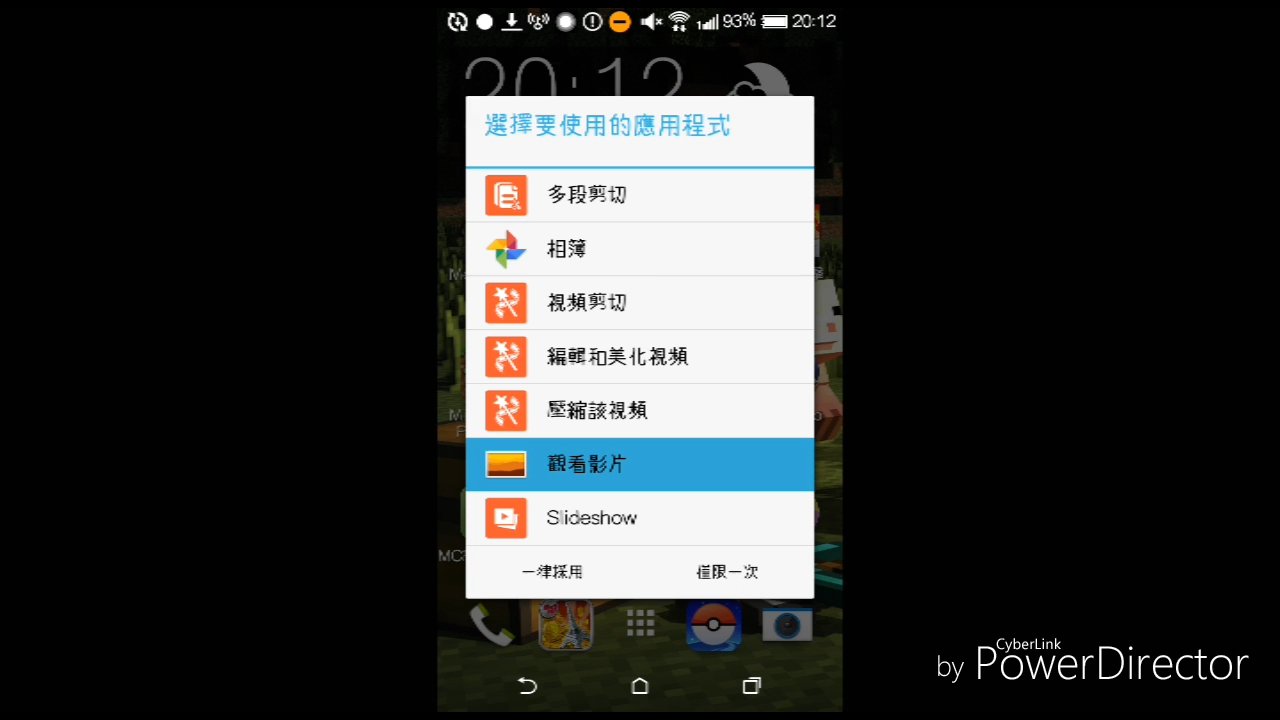 93% 20:12
20:12
選擇要使用的應用程式
多段剪切
相簿
視頻剪切
編輯和美化視頻
壓縮該視頻
觀看影片
Slideshow
一律採用 僅限一次
CyberLink
by PowerDirector